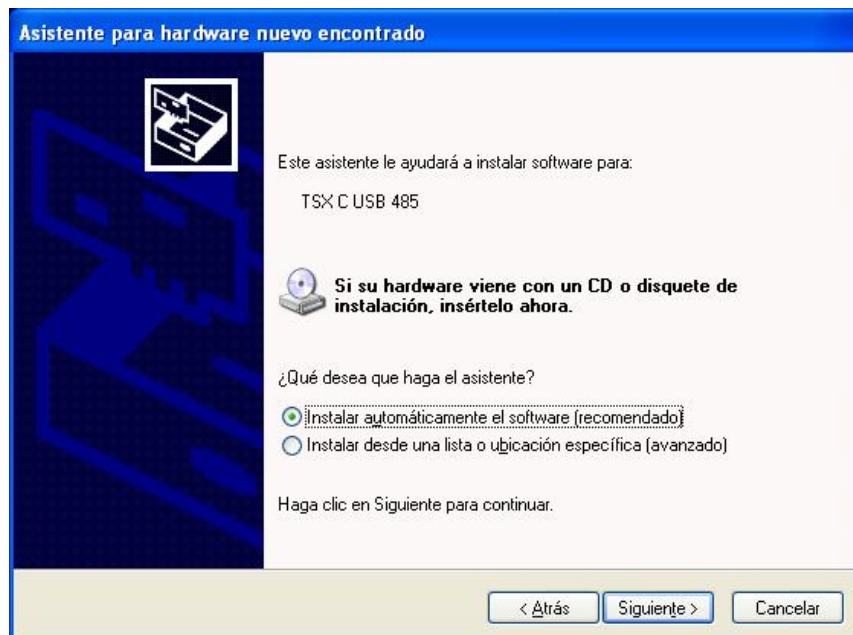 Asistente para hardware nuevo encontrado
Este asistente le ayudará a instalar software para:
TSX C USB 485
Si su hardware viene con un CD o disquete de
instalación, insértelo ahora.
¿Qué desea que haga el asistente?
Instalar automáticamente el software (recomendado)
Instalar desde una lista o ubicación específica (avanzado)
Haga clic en Siguiente para continuar.
< Atrás Siguiente > Cancelar